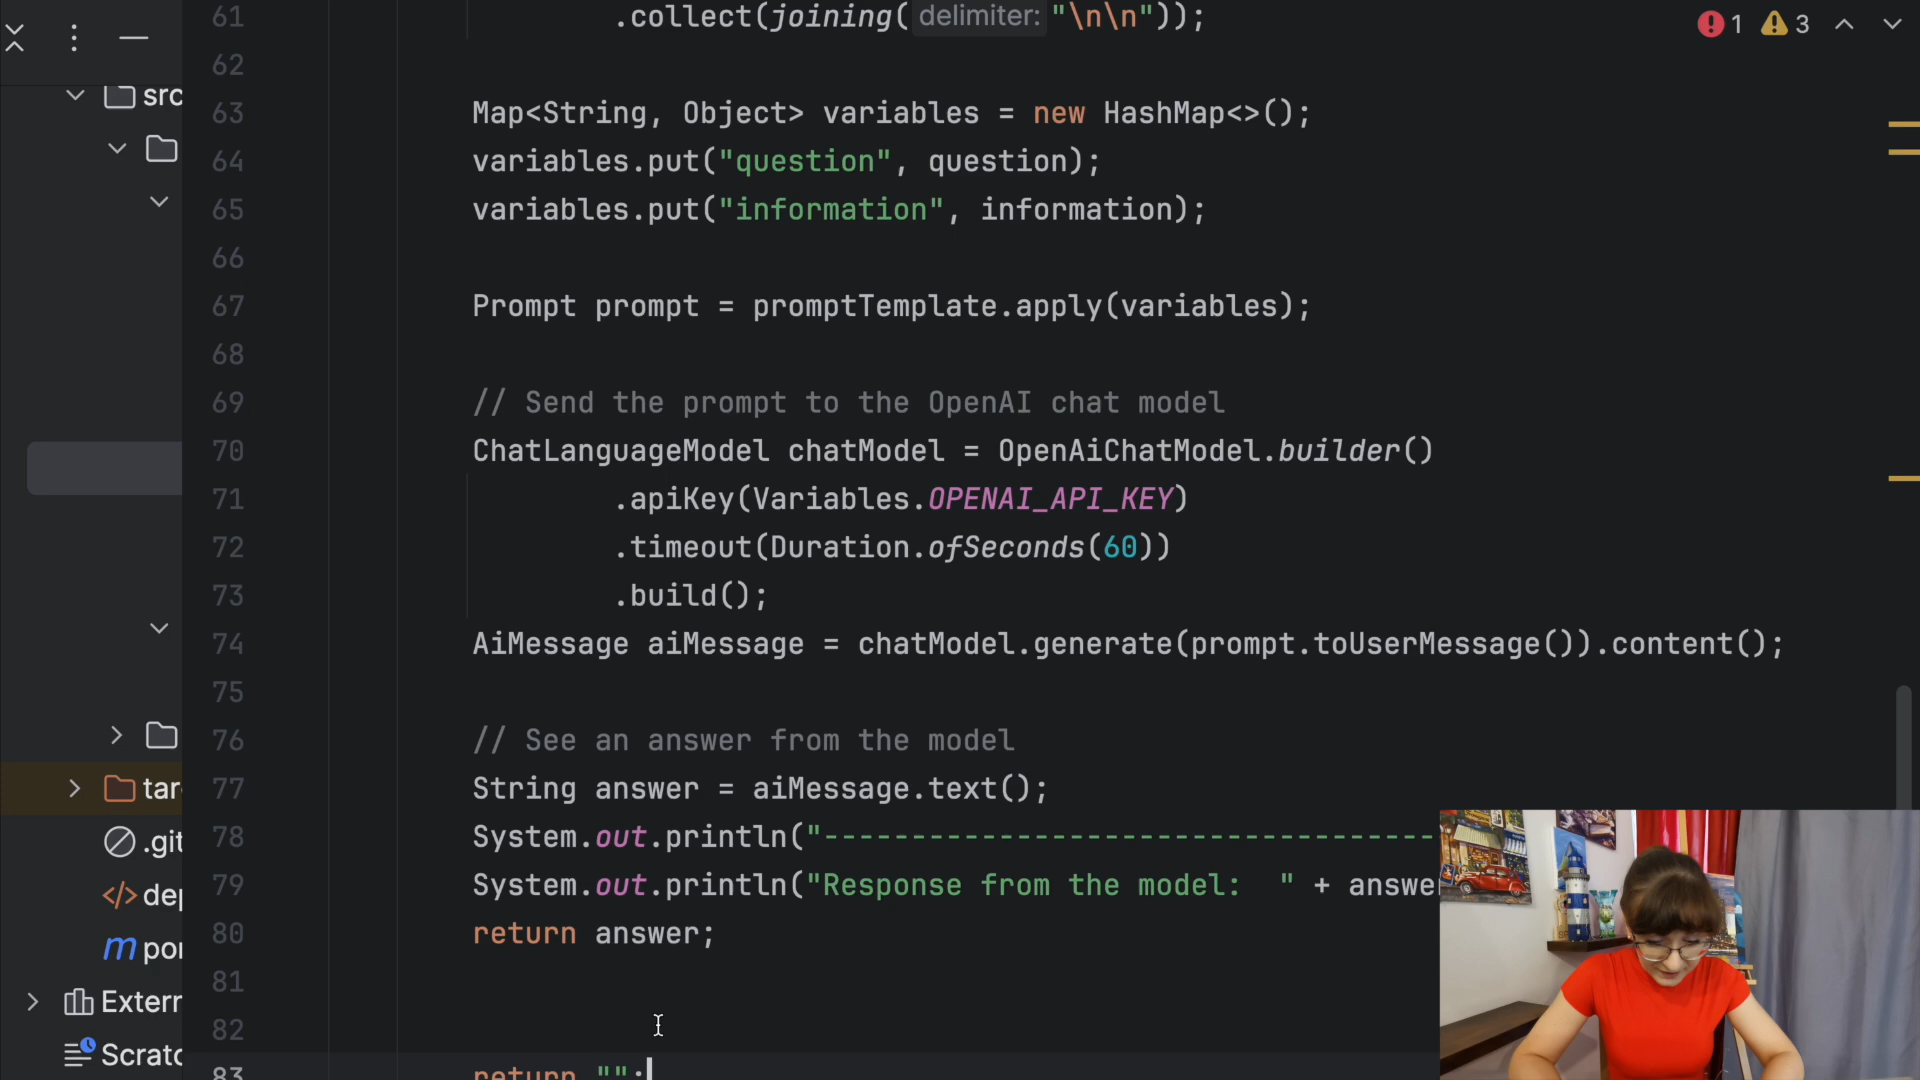 61 .collect(joining( delimiter: "\n\n"));
62
63 Map<String, Object> variables = new HashMap<>();
64 variables.put("question", question);
65 variables.put("information", information);
66
67 Prompt prompt = promptTemplate.apply(variables);
68
69 // Send the prompt to the OpenAI chat model
70 ChatLanguageModel chatModel = OpenAiChatModel.builder()
71 .apiKey(Variables.OPENAI_API_KEY)
72 .timeout(Duration.ofSeconds(60))
73 .build();
74 AiMessage aiMessage = chatModel.generate(prompt.toUserMessage()).content();
75
76 // See an answer from the model
77 String answer = aiMessage.text();
78 System.out.println("-----------------------------------
79 System.out.println("Response from the model:  " + answe
80 return answer;
81
82
83 return "";
1 3
src
tar
.git
dep
m por
Extern
Scratc